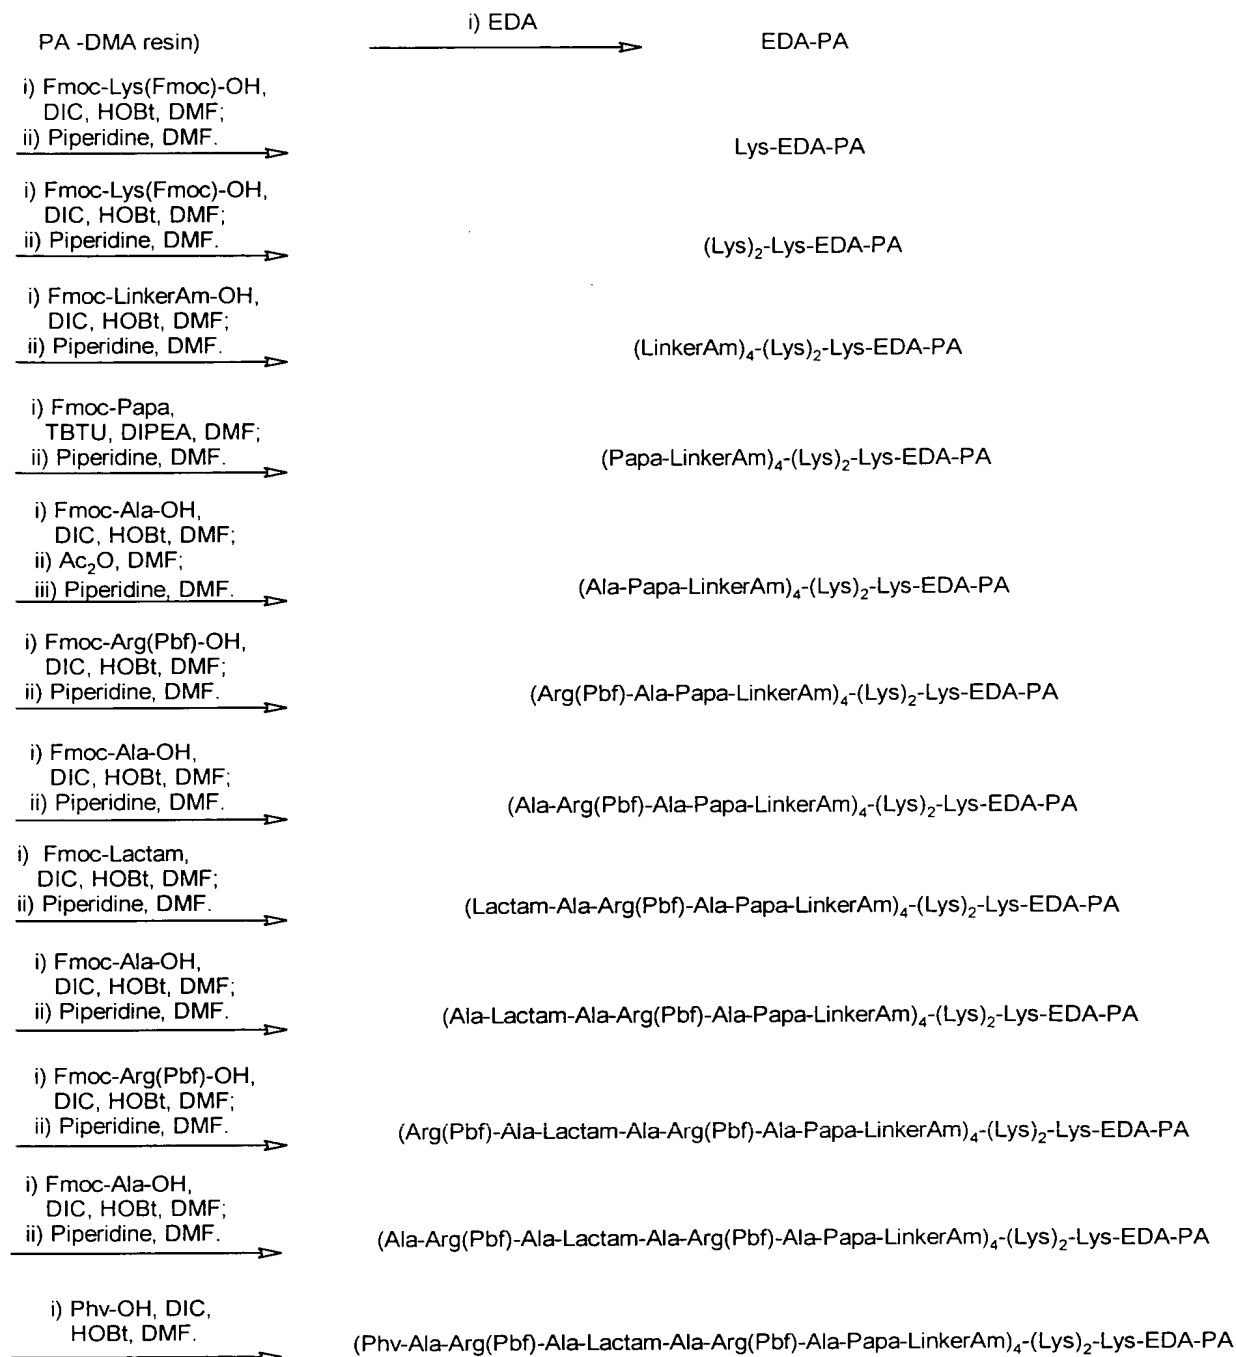 i) EDA
PA -DMA resin)
EDA-PA
i) Fmoc-Lys(Fmoc)-OH,
DIC, HOBt, DMF;
ii) Piperidine, DMF.
Lys-EDA-PA
i) Fmoc-Lys(Fmoc)-OH,
DIC, HOBt, DMF;
ii) Piperidine, DMF.
(Lys)₂-Lys-EDA-PA
i) Fmoc-LinkerAm-OH,
DIC, HOBt, DMF;
ii) Piperidine, DMF.
(LinkerAm)₄-(Lys)₂-Lys-EDA-PA
i) Fmoc-Papa,
TBTU, DIPEA, DMF;
ii) Piperidine, DMF.
(Papa-LinkerAm)₄-(Lys)₂-Lys-EDA-PA
i) Fmoc-Ala-OH,
DIC, HOBt, DMF;
ii) Ac₂O, DMF;
iii) Piperidine, DMF.
(Ala-Papa-LinkerAm)₄-(Lys)₂-Lys-EDA-PA
i) Fmoc-Arg(Pbf)-OH,
DIC, HOBt, DMF;
ii) Piperidine, DMF.
(Arg(Pbf)-Ala-Papa-LinkerAm)₄-(Lys)₂-Lys-EDA-PA
i) Fmoc-Ala-OH,
DIC, HOBt, DMF;
ii) Piperidine, DMF.
(Ala-Arg(Pbf)-Ala-Papa-LinkerAm)₄-(Lys)₂-Lys-EDA-PA
i) Fmoc-Lactam,
DIC, HOBt, DMF;
ii) Piperidine, DMF.
(Lactam-Ala-Arg(Pbf)-Ala-Papa-LinkerAm)₄-(Lys)₂-Lys-EDA-PA
i) Fmoc-Ala-OH,
DIC, HOBt, DMF;
ii) Piperidine, DMF.
(Ala-Lactam-Ala-Arg(Pbf)-Ala-Papa-LinkerAm)₄-(Lys)₂-Lys-EDA-PA
i) Fmoc-Arg(Pbf)-OH,
DIC, HOBt, DMF;
ii) Piperidine, DMF.
(Arg(Pbf)-Ala-Lactam-Ala-Arg(Pbf)-Ala-Papa-LinkerAm)₄-(Lys)₂-Lys-EDA-PA
i) Fmoc-Ala-OH,
DIC, HOBt, DMF;
ii) Piperidine, DMF.
(Ala-Arg(Pbf)-Ala-Lactam-Ala-Arg(Pbf)-Ala-Papa-LinkerAm)₄-(Lys)₂-Lys-EDA-PA
i) Phv-OH, DIC,
HOBt, DMF.
(Phv-Ala-Arg(Pbf)-Ala-Lactam-Ala-Arg(Pbf)-Ala-Papa-LinkerAm)₄-(Lys)₂-Lys-EDA-PA